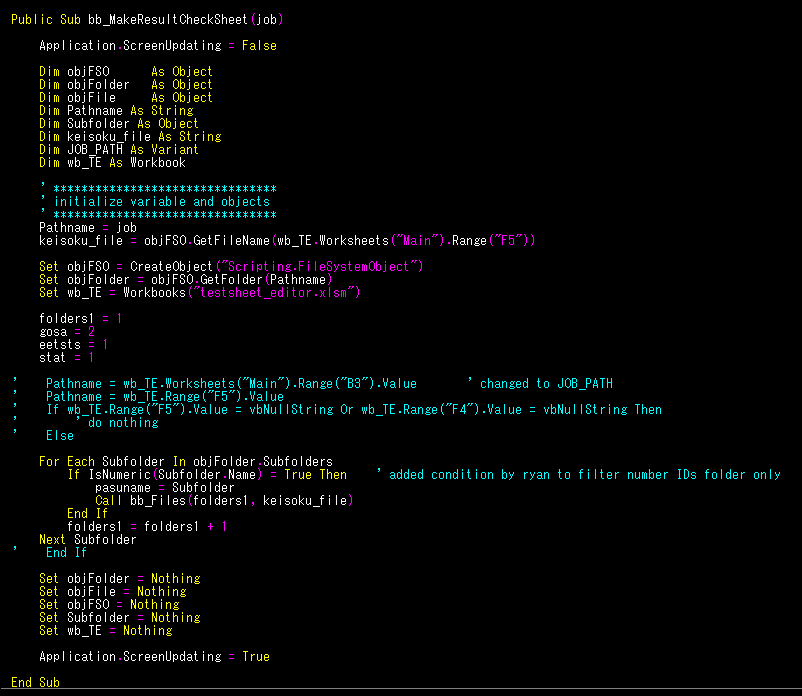 Public Sub bb_MakeResultCheckSheet(job)
Application.ScreenUpdating = False
Dim objFSO As Object
Dim objFolder As Object
Dim objFile As Object
Dim Pathname As String
Dim Subfolder As Object
Dim keisoku_file As String
Dim JOB_PATH As Variant
Dim wb_TE As Workbook
' ********************************
' initialize variable and objects
' ********************************
Pathname = job
keisoku_file = objFSO.GetFileName(wb_TE.Worksheets("Main").Range("F5"))
Set objFSO = CreateObject("Scripting.FileSystemObject")
Set objFolder = objFSO.GetFolder(Pathname)
Set wb_TE = Workbooks("testsheet_editor.xlsm")
folders1 = 1
gosa = 2
eetsts = 1
stat = 1
' Pathname = wb_TE.Worksheets("Main").Range("B3").Value ' changed to JOB_PATH
' Pathname = wb_TE.Range("F5").Value
' If wb_TE.Range("F5").Value = vbNullString Or wb_TE.Range("F4").Value = vbNullString Then
' ' do nothing
' Else
For Each Subfolder In objFolder.Subfolders
If IsNumeric(Subfolder.Name) = True Then ' added condition by ryan to filter number IDs folder only
pasuname = Subfolder
Call bb_Files(folders1, keisoku_file)
End If
folders1 = folders1 + 1
Next Subfolder
' End If
Set objFolder = Nothing
Set objFile = Nothing
Set objFSO = Nothing
Set Subfolder = Nothing
Set wb_TE = Nothing
Application.ScreenUpdating = True
End Sub